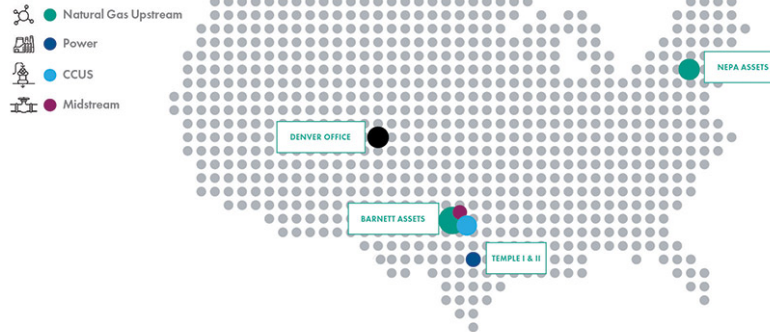 Natural Gas Upstream
Power
CCUS
Midstream
NEPA ASSETS
DENVER OFFICE
BARNETT ASSETS
TEMPLE I & II